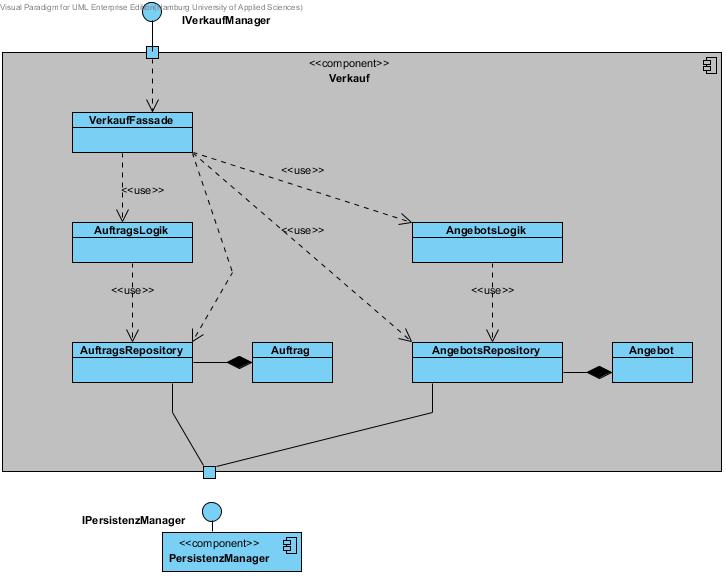 Visual Paradigm for UML Enterprise Edition(Hamburg University of Applied Sciences)
IVerkaufManager
<<component>>
Verkauf
VerkaufFassade
<<use>>
<<use>>
<<use>>
AuftragsLogik
AngebotsLogik
<<use>>
<<use>>
AuftragsRepository
Auftrag
AngebotsRepository
Angebot
IPersistenzManager
<<component>>
PersistenzManager